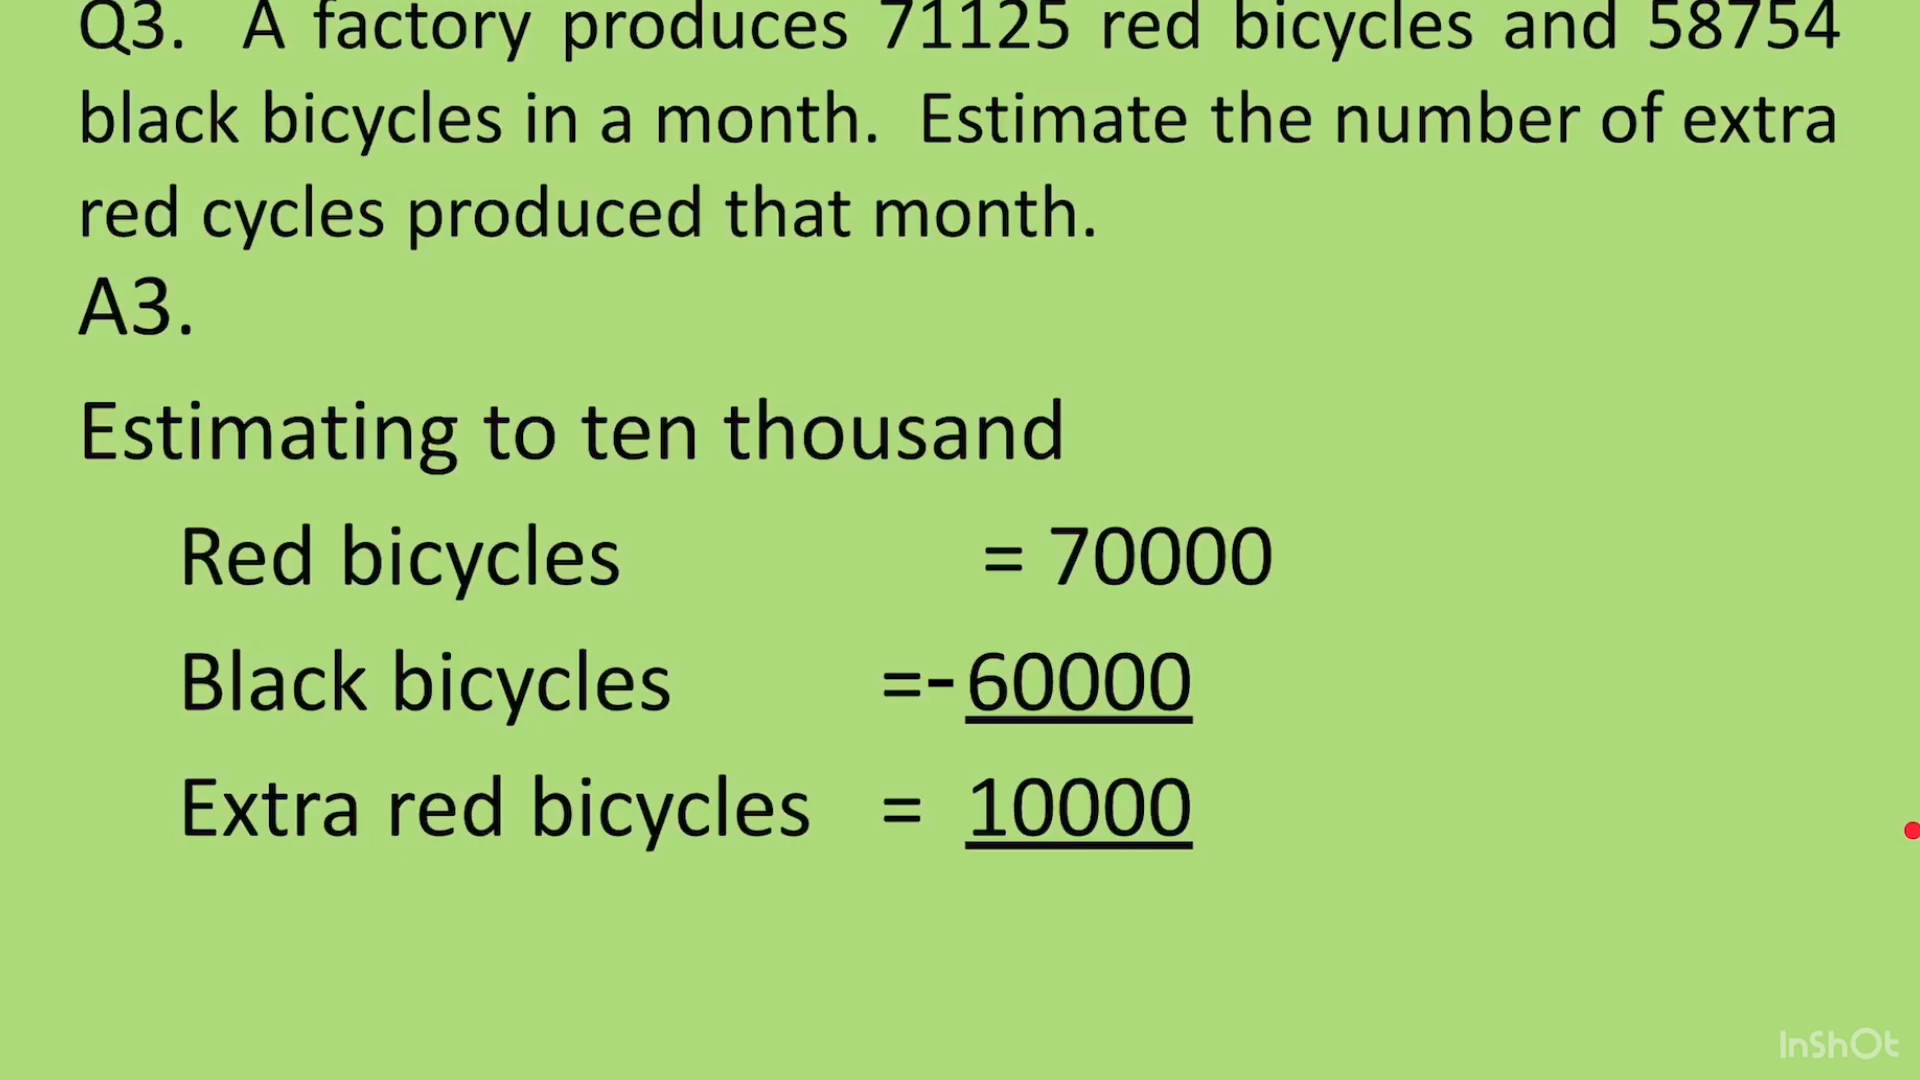 Q3. A factory produces 71125 red bicycles and 58754
black bicycles in a month. Estimate the number of extra
red cycles produced that month.
A3.
Estimating to ten thousand
Red bicycles = 70000
Black bicycles =-60000
Extra red bicycles = 10000
InShOt